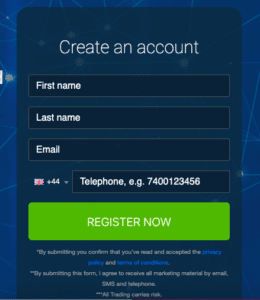 Create an account
First name
Last name
Email
+44 Telephone, e.g. 7400123456
REGISTER NOW
*By submitting you confirm that you've read and accepted the privacy
policy and terms of conditions.
**By submitting this form, I agree to receive all marketing material by email,
SMS and telephone.
***All Trading carries risk.